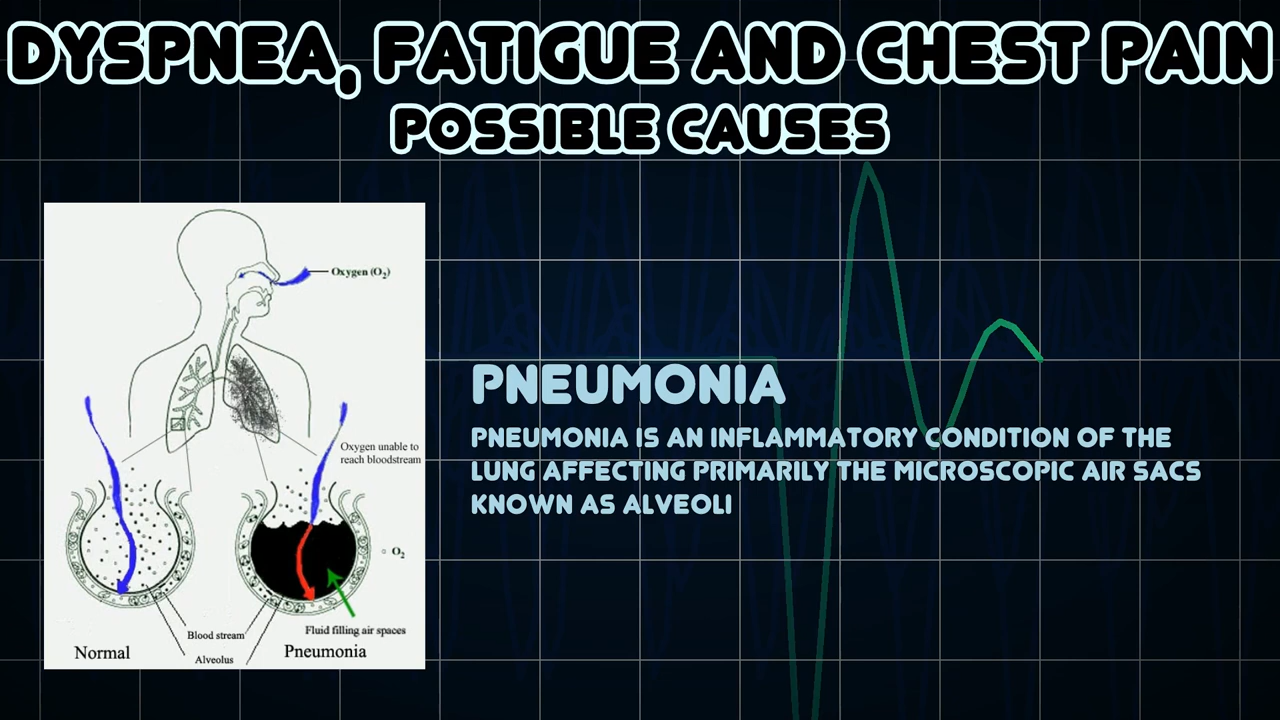 DYSPNEA, FATIGUE AND CHEST PAIN
POSSIBLE CAUSES
Oxygen (O₂)
Oxygen unable to
reach bloodstream
O₂
Blood stream
Fluid filling air spaces
Normal
Alveolus
Pneumonia
PNEUMONIA
PNEUMONIA IS AN INFLAMMATORY CONDITION OF THE
LUNG AFFECTING PRIMARILY THE MICROSCOPIC AIR SACS
KNOWN AS ALVEOLI